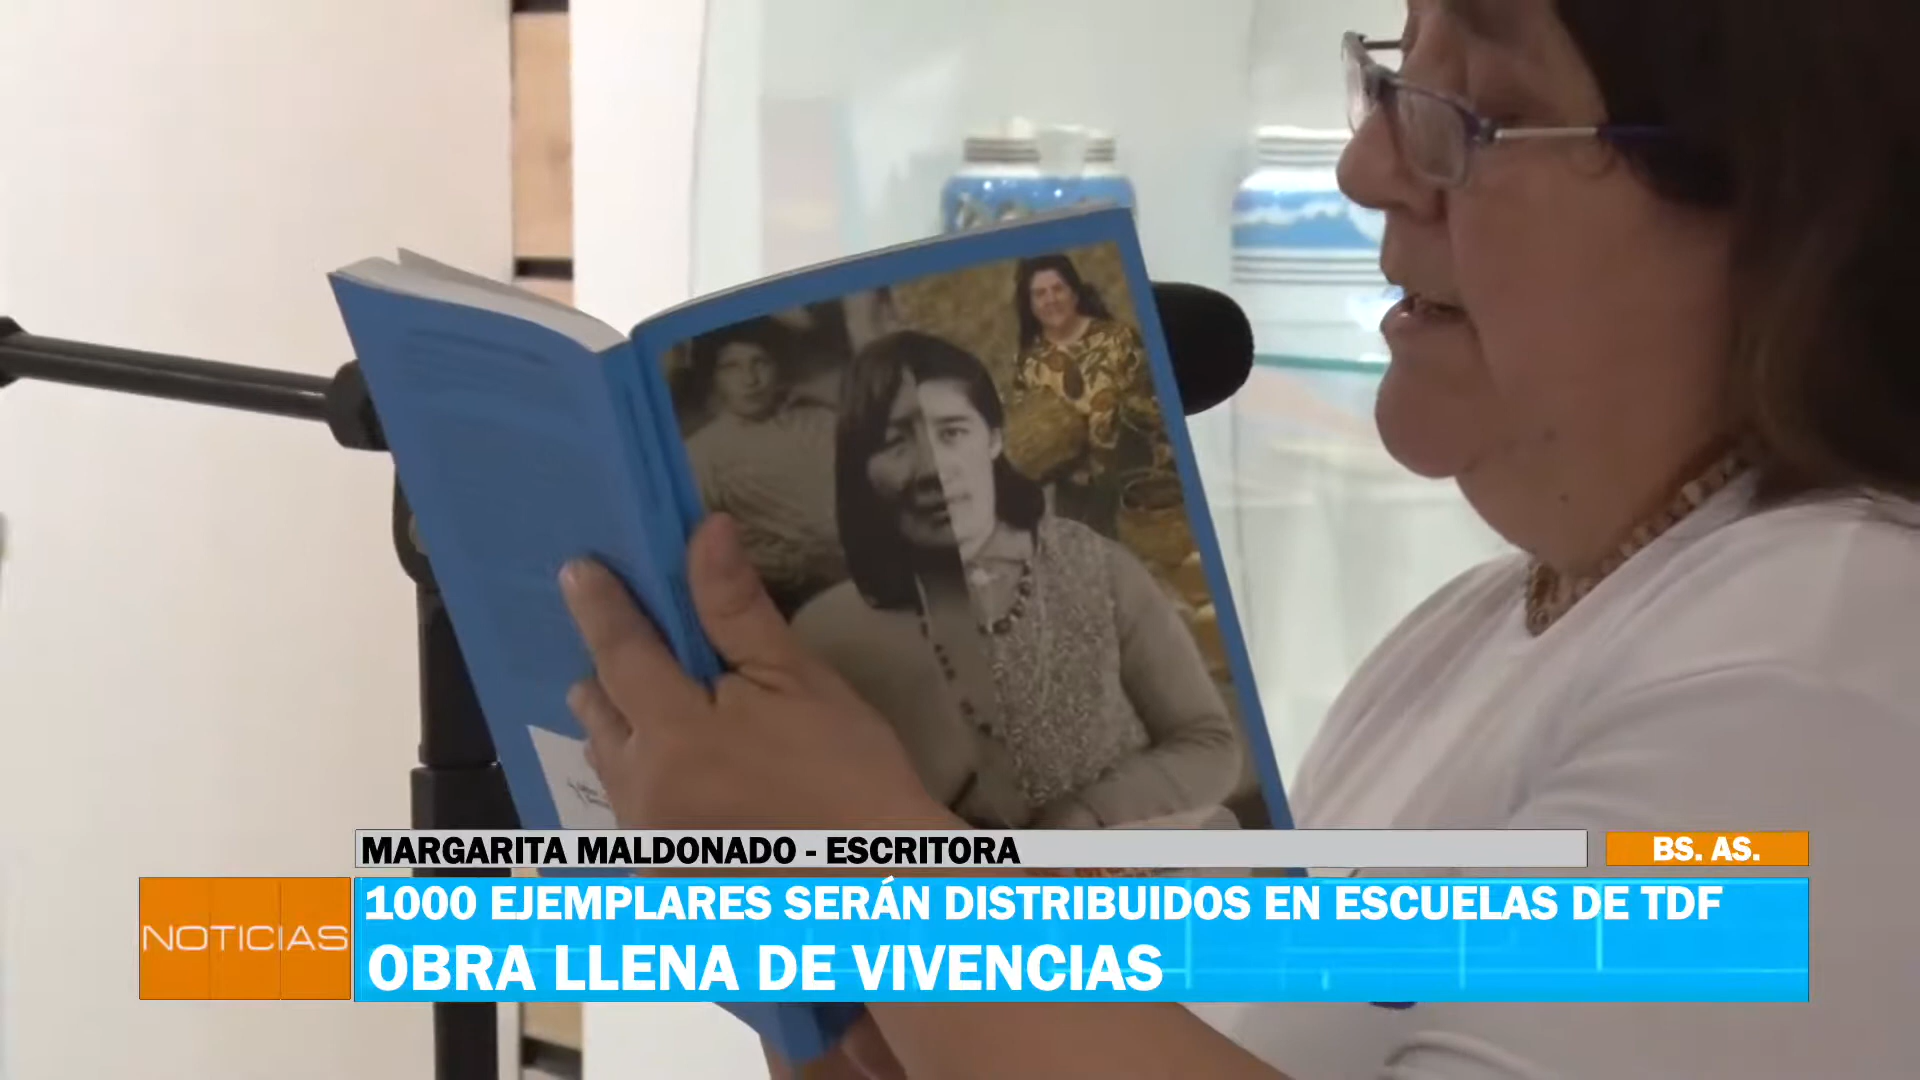 MARGARITA MALDONADO - ESCRITORA
BS. AS.
1000 EJEMPLARES SERÁN DISTRIBUIDOS EN ESCUELAS DE TDF
NOTICIAS
OBRA LLENA DE VIVENCIAS